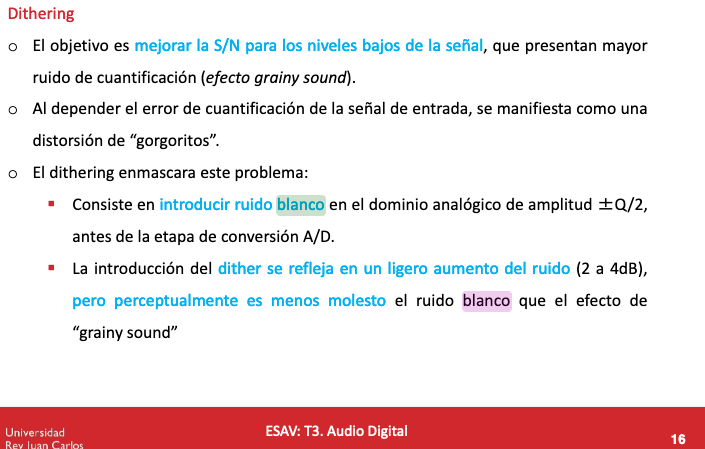 Dithering
o El objetivo es mejorar la S/N para los niveles bajos de la señal, que presentan mayor
ruido de cuantificación (efecto grainy sound).
o Al depender el error de cuantificación de la señal de entrada, se manifiesta como una
distorsión de “gorgoritos”.
o El dithering enmascara este problema:
▪ Consiste en introducir ruido blanco en el dominio analógico de amplitud ±Q/2,
antes de la etapa de conversión A/D.
▪ La introducción del dither se refleja en un ligero aumento del ruido (2 a 4dB),
pero perceptualmente es menos molesto el ruido blanco que el efecto de
“grainy sound”
Universidad
Rey Juan Carlos
ESAV: T3. Audio Digital
16